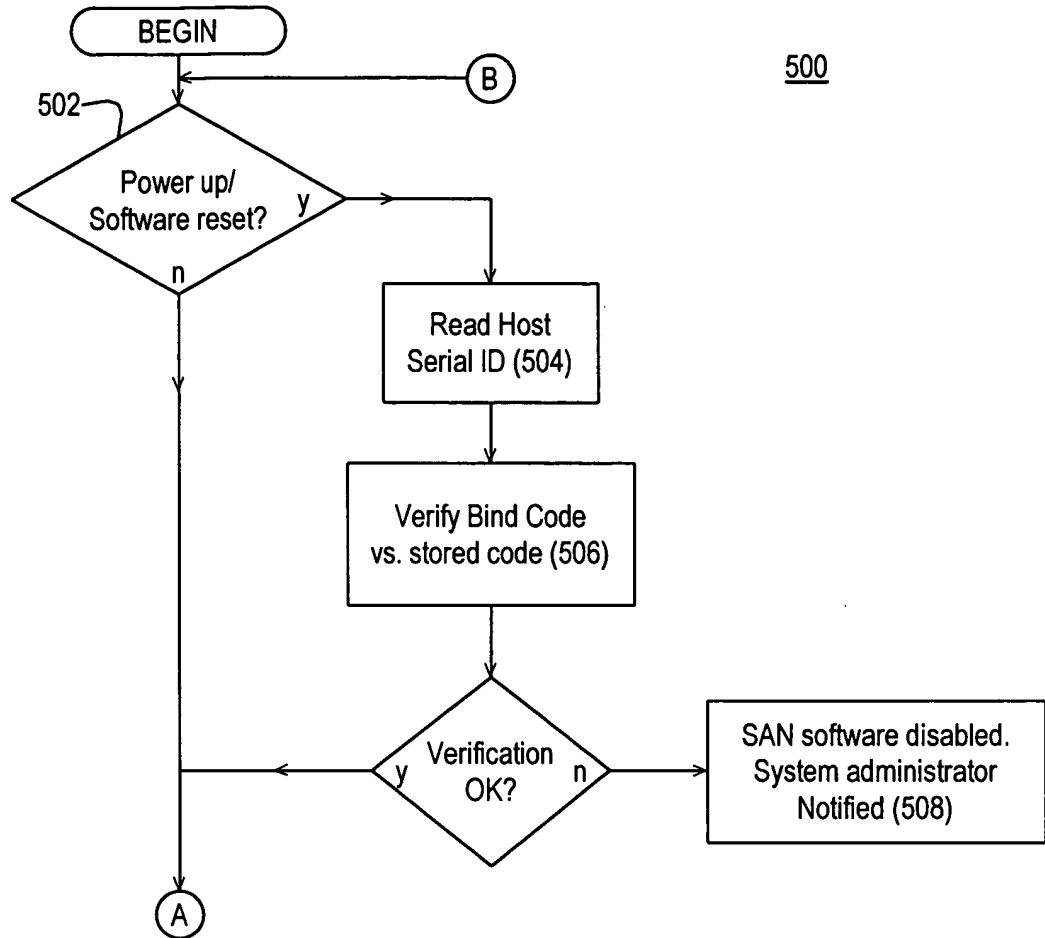 BEGIN
B
500
502
Power up/
Software reset?
y
n
Read Host
Serial ID (504)
Verify Bind Code
vs. stored code (506)
Verification
OK?
y
n
SAN software disabled.
System administrator
Notified (508)
A